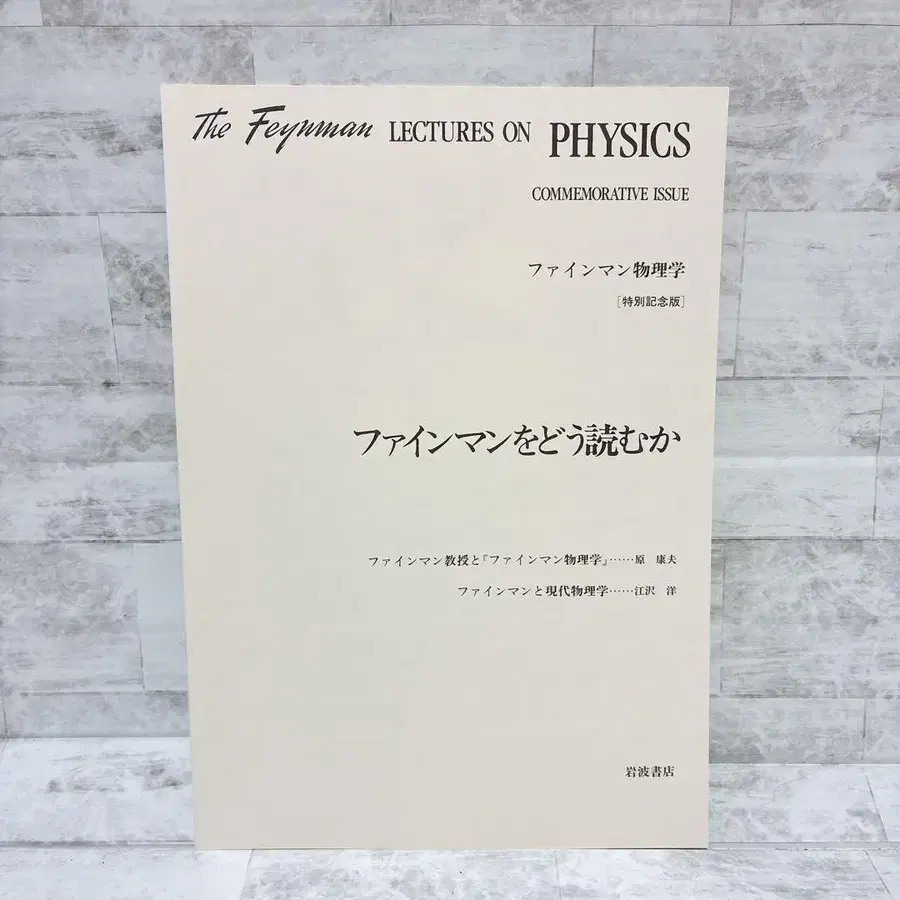 The Feynman LECTURES ON PHYSICS
COMMEMORATIVE ISSUE
ファインマン物理学
［特別記念版］
ファインマンをどう読むか
ファインマン教授と『ファインマン物理学』……原　康夫
ファインマンと現代物理学……江沢　洋
岩波書店